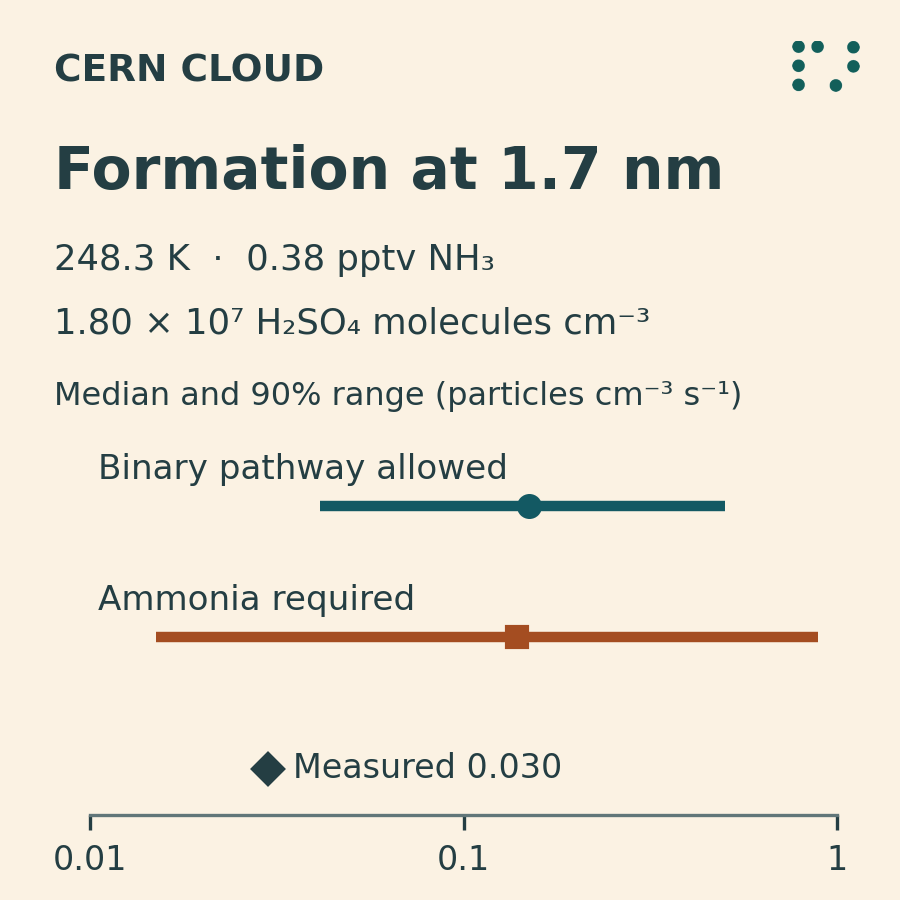 CERN CLOUD
Formation at 1.7 nm
248.3 K · 0.38 pptv NH₃
1.80 × 10⁷ H₂SO₄ molecules cm⁻³
Median and 90% range (particles cm⁻³ s⁻¹)
Binary pathway allowed
Ammonia required
Measured 0.030
0.01 0.1 1